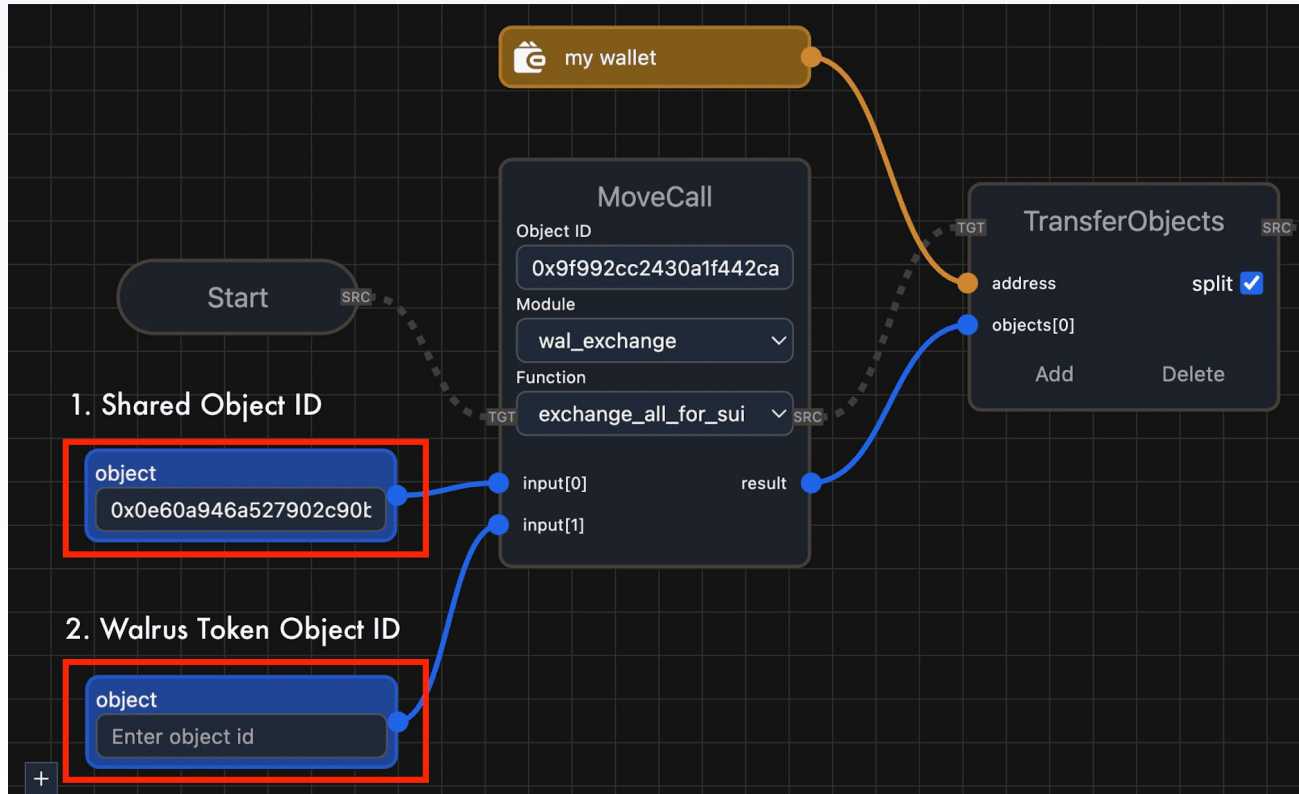 my wallet
MoveCall
Object ID
0x9f992cc2430a1f442ca
Module
wal_exchange
Function
exchange_all_for_sui
TGT
SRC
input[0]
result
input[1]
Start
SRC
TransferObjects
TGT
SRC
address
split
objects[0]
Add
Delete
1. Shared Object ID
object
0x0e60a946a527902c90b
2. Walrus Token Object ID
object
Enter object id
+